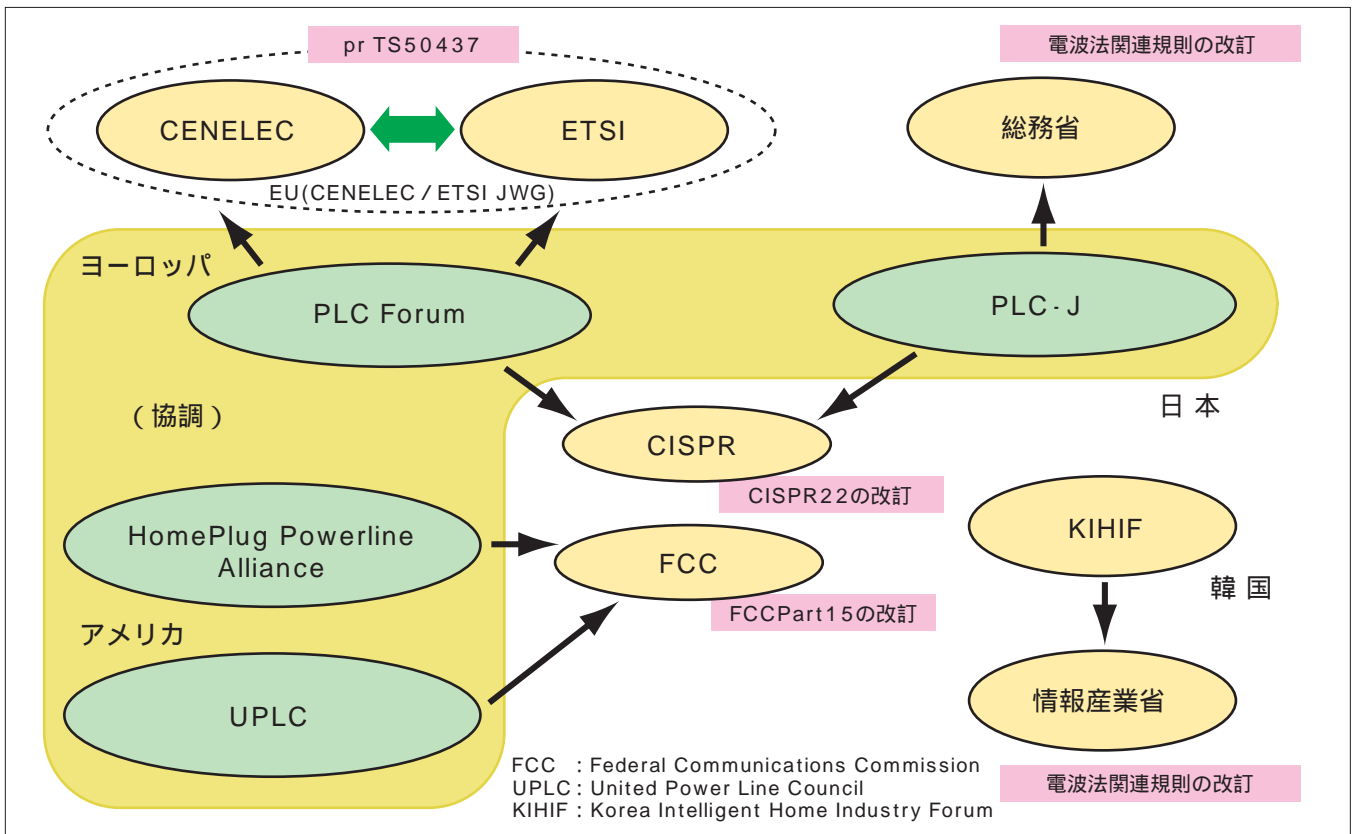 pr TS50437
電波法関連規則の改訂
CENELEC
ETSI
総務省
EU(CENELEC / ETSI JWG)
ヨーロッパ
PLC Forum
PLC - J
(協調)
日 本
CISPR
CISPR22の改訂
HomePlug Powerline
Alliance
FCC
KIHIF
韓 国
FCCPart15の改訂
アメリカ
UPLC
情報産業省
FCC : Federal Communications Commission
UPLC : United Power Line Council
KIHIF : Korea Intelligent Home Industry Forum
電波法関連規則の改訂